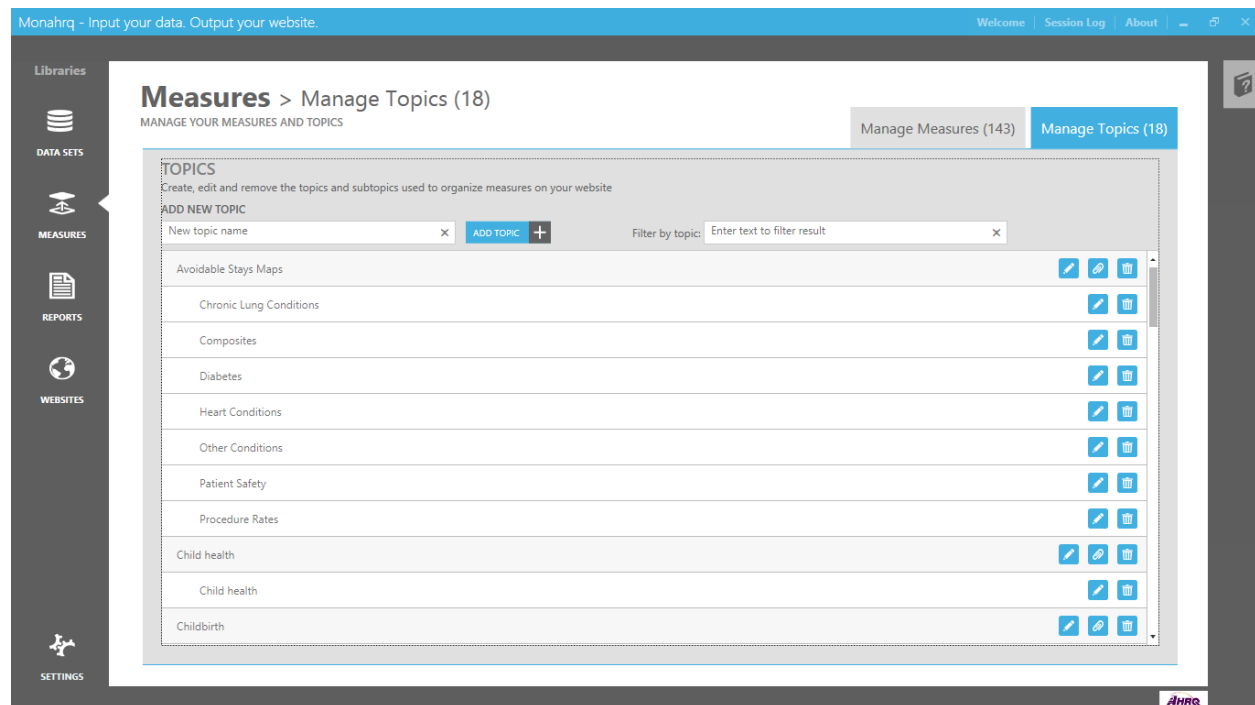 Monahrq - Input your data. Output your website.
Welcome | Session Log | About
Libraries
DATA SETS
MEASURES
REPORTS
WEBSITES
SETTINGS
Measures > Manage Topics (18)
MANAGE YOUR MEASURES AND TOPICS
Manage Measures (143)
Manage Topics (18)
TOPICS
Create, edit and remove the topics and subtopics used to organize measures on your website
ADD NEW TOPIC
New topic name
ADD TOPIC
Filter by topic: Enter text to filter result
Avoidable Stays Maps
Chronic Lung Conditions
Composites
Diabetes
Heart Conditions
Other Conditions
Patient Safety
Procedure Rates
Child health
Child health
Childbirth
AHRQ